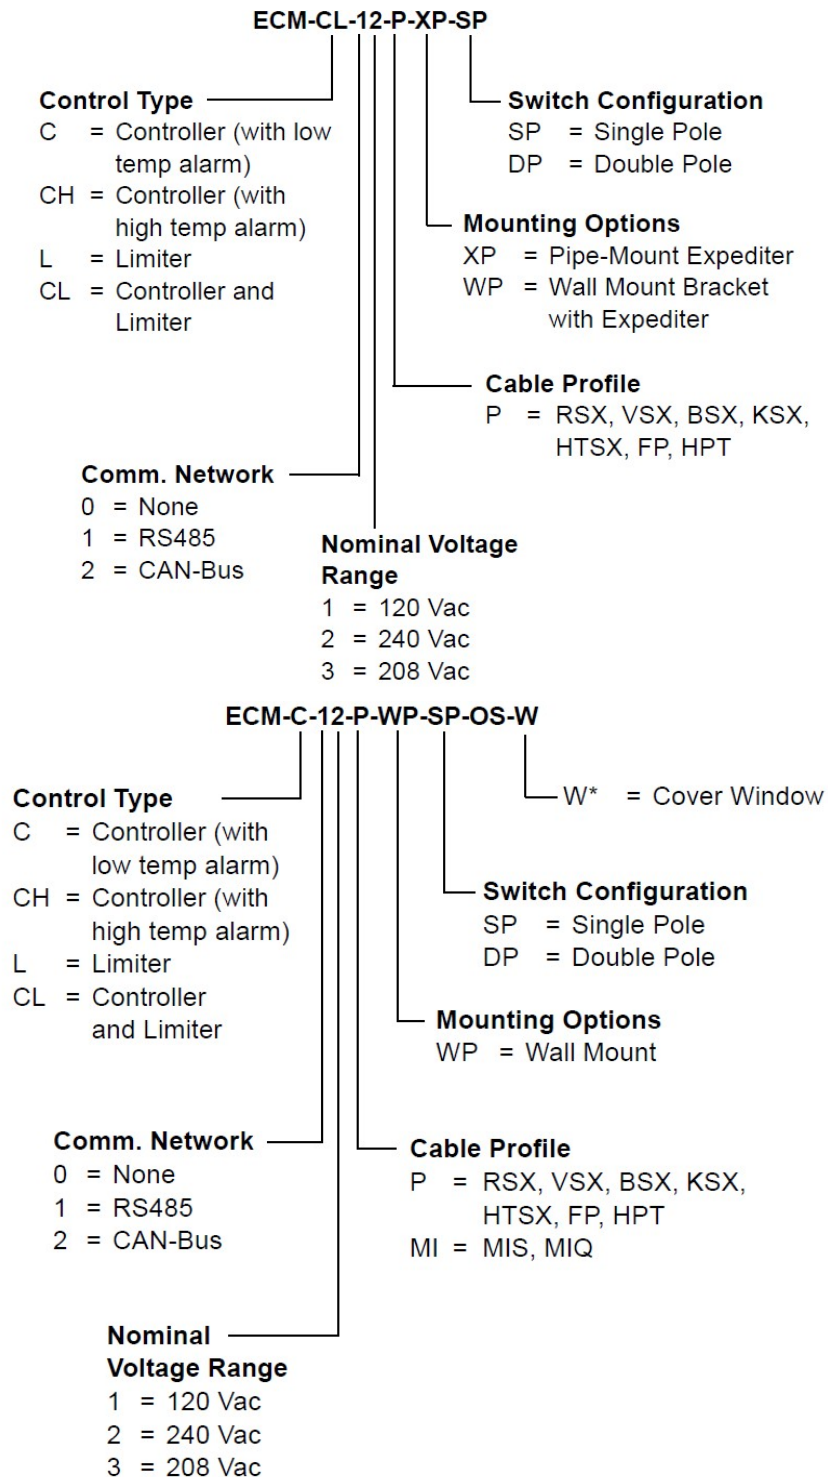 ECM-CL-12-P-XP-SP
Control Type
C = Controller (with low
temp alarm)
CH = Controller (with
high temp alarm)
L = Limiter
CL = Controller and
Limiter
Switch Configuration
SP = Single Pole
DP = Double Pole
Mounting Options
XP = Pipe-Mount Expediter
WP = Wall Mount Bracket
with Expediter
Cable Profile
P = RSX, VSX, BSX, KSX,
HTSX, FP, HPT
Comm. Network
0 = None
1 = RS485
2 = CAN-Bus
Nominal Voltage
Range
1 = 120 Vac
2 = 240 Vac
3 = 208 Vac
ECM-C-12-P-WP-SP-OS-W
Control Type
C = Controller (with
low temp alarm)
CH = Controller (with
high temp alarm)
L = Limiter
CL = Controller
and Limiter
W* = Cover Window
Switch Configuration
SP = Single Pole
DP = Double Pole
Mounting Options
WP = Wall Mount
Comm. Network
0 = None
1 = RS485
2 = CAN-Bus
Cable Profile
P = RSX, VSX, BSX, KSX,
HTSX, FP, HPT
MI = MIS, MIQ
Nominal
Voltage Range
1 = 120 Vac
2 = 240 Vac
3 = 208 Vac